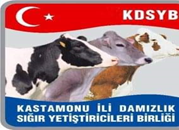 KDSYB
KASTAMONU İLİ DAMIZLIK
SIĞIR YETİŞTİRİCİLERİ BİRLİĞİ